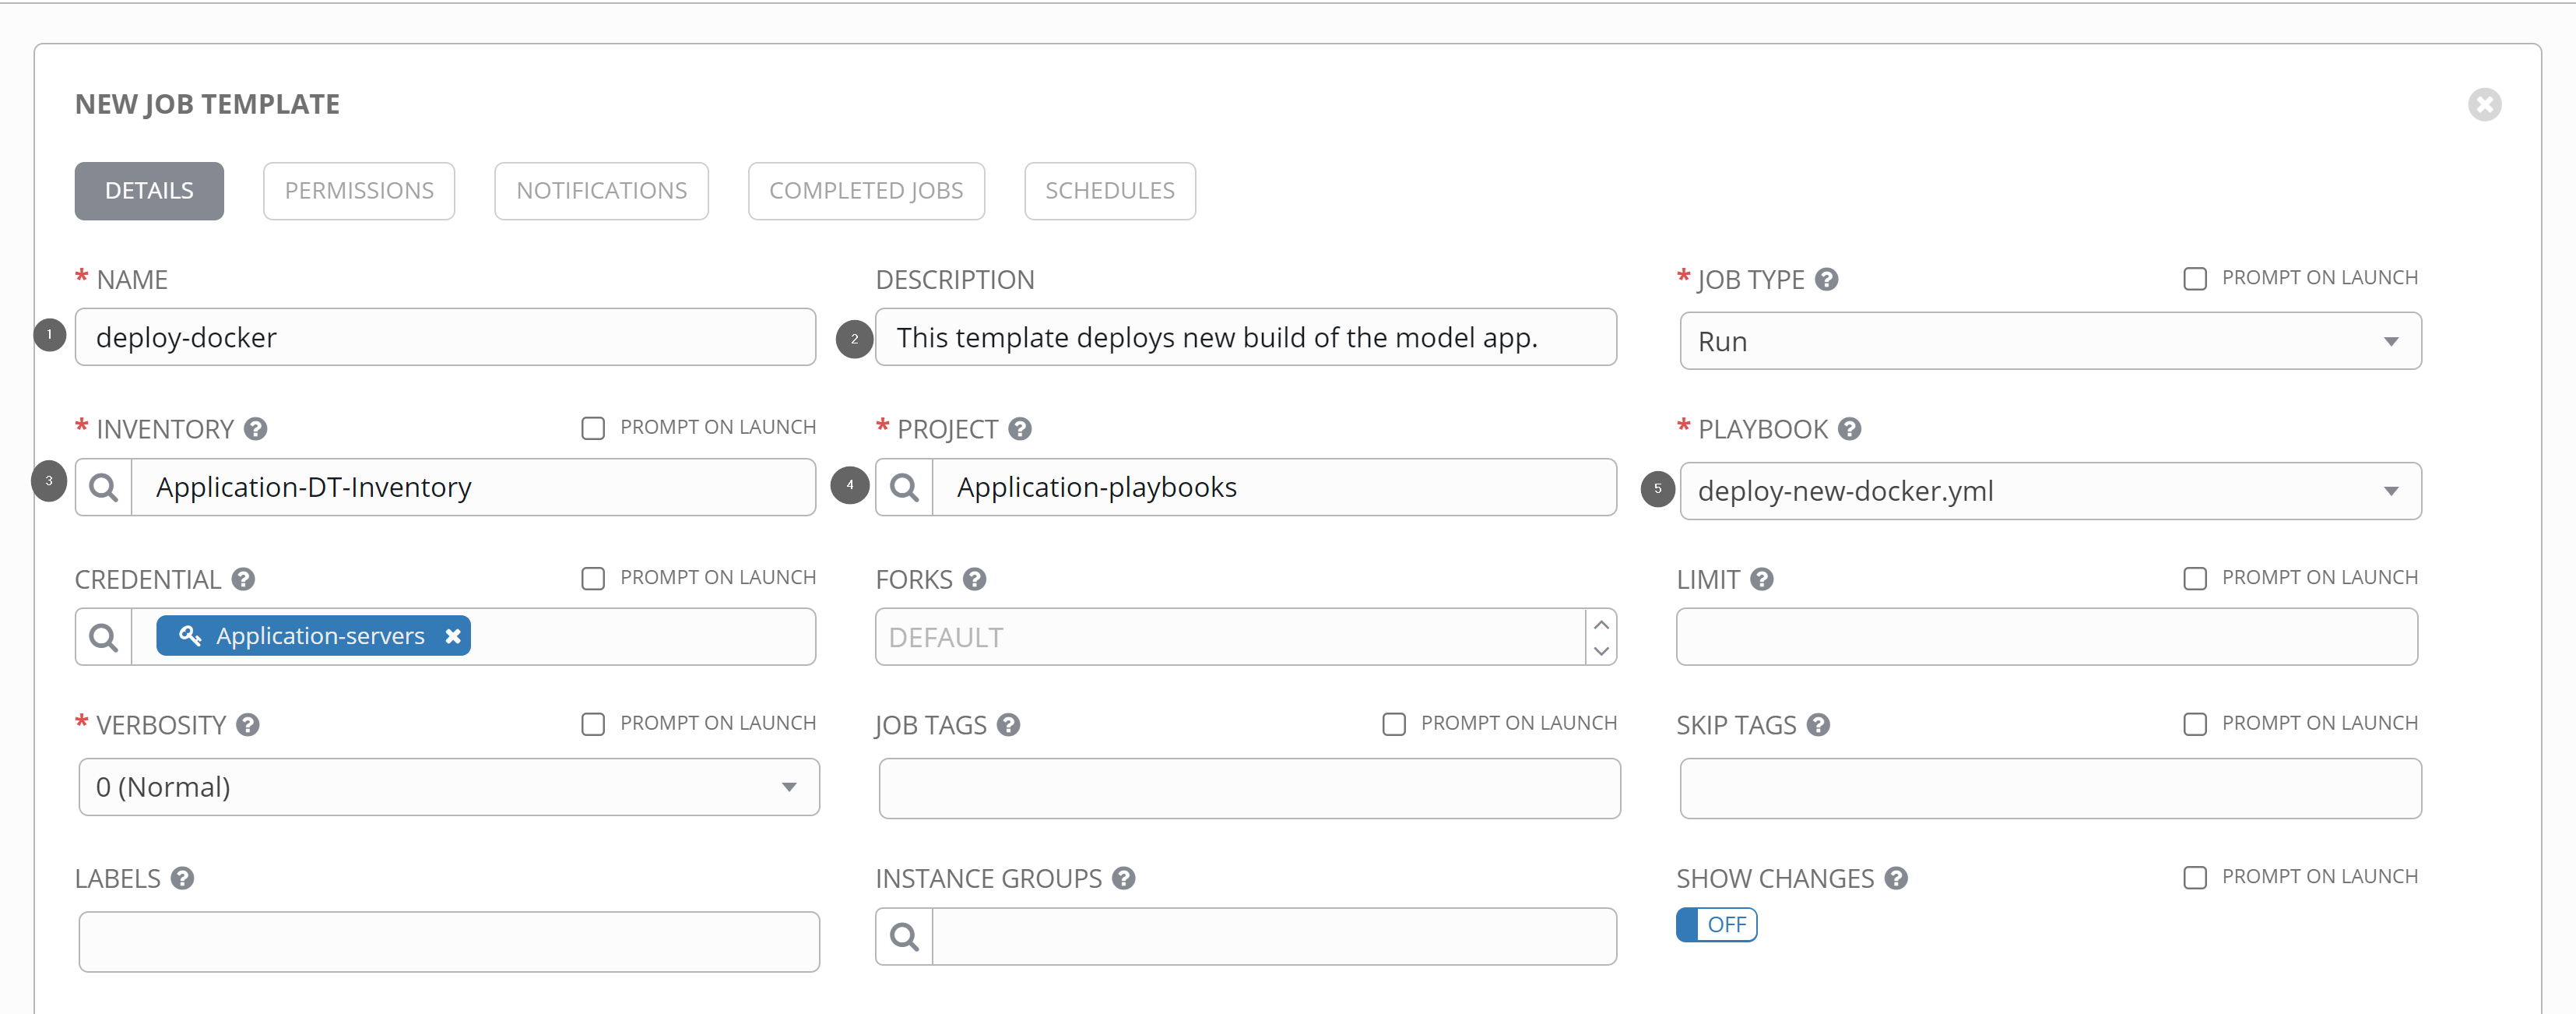 NEW JOB TEMPLATE
DETAILS PERMISSIONS NOTIFICATIONS COMPLETED JOBS SCHEDULES
* NAME DESCRIPTION * JOB TYPE ? PROMPT ON LAUNCH
1 deploy-docker 2 This template deploys new build of the model app. Run
* INVENTORY ? PROMPT ON LAUNCH * PROJECT ? * PLAYBOOK ?
3 Application-DT-Inventory 4 Application-playbooks 5 deploy-new-docker.yml
CREDENTIAL ? PROMPT ON LAUNCH FORKS ? LIMIT ? PROMPT ON LAUNCH
Application-servers DEFAULT
* VERBOSITY ? PROMPT ON LAUNCH JOB TAGS ? PROMPT ON LAUNCH SKIP TAGS ? PROMPT ON LAUNCH
0 (Normal)
LABELS ? INSTANCE GROUPS ? SHOW CHANGES ? PROMPT ON LAUNCH
OFF